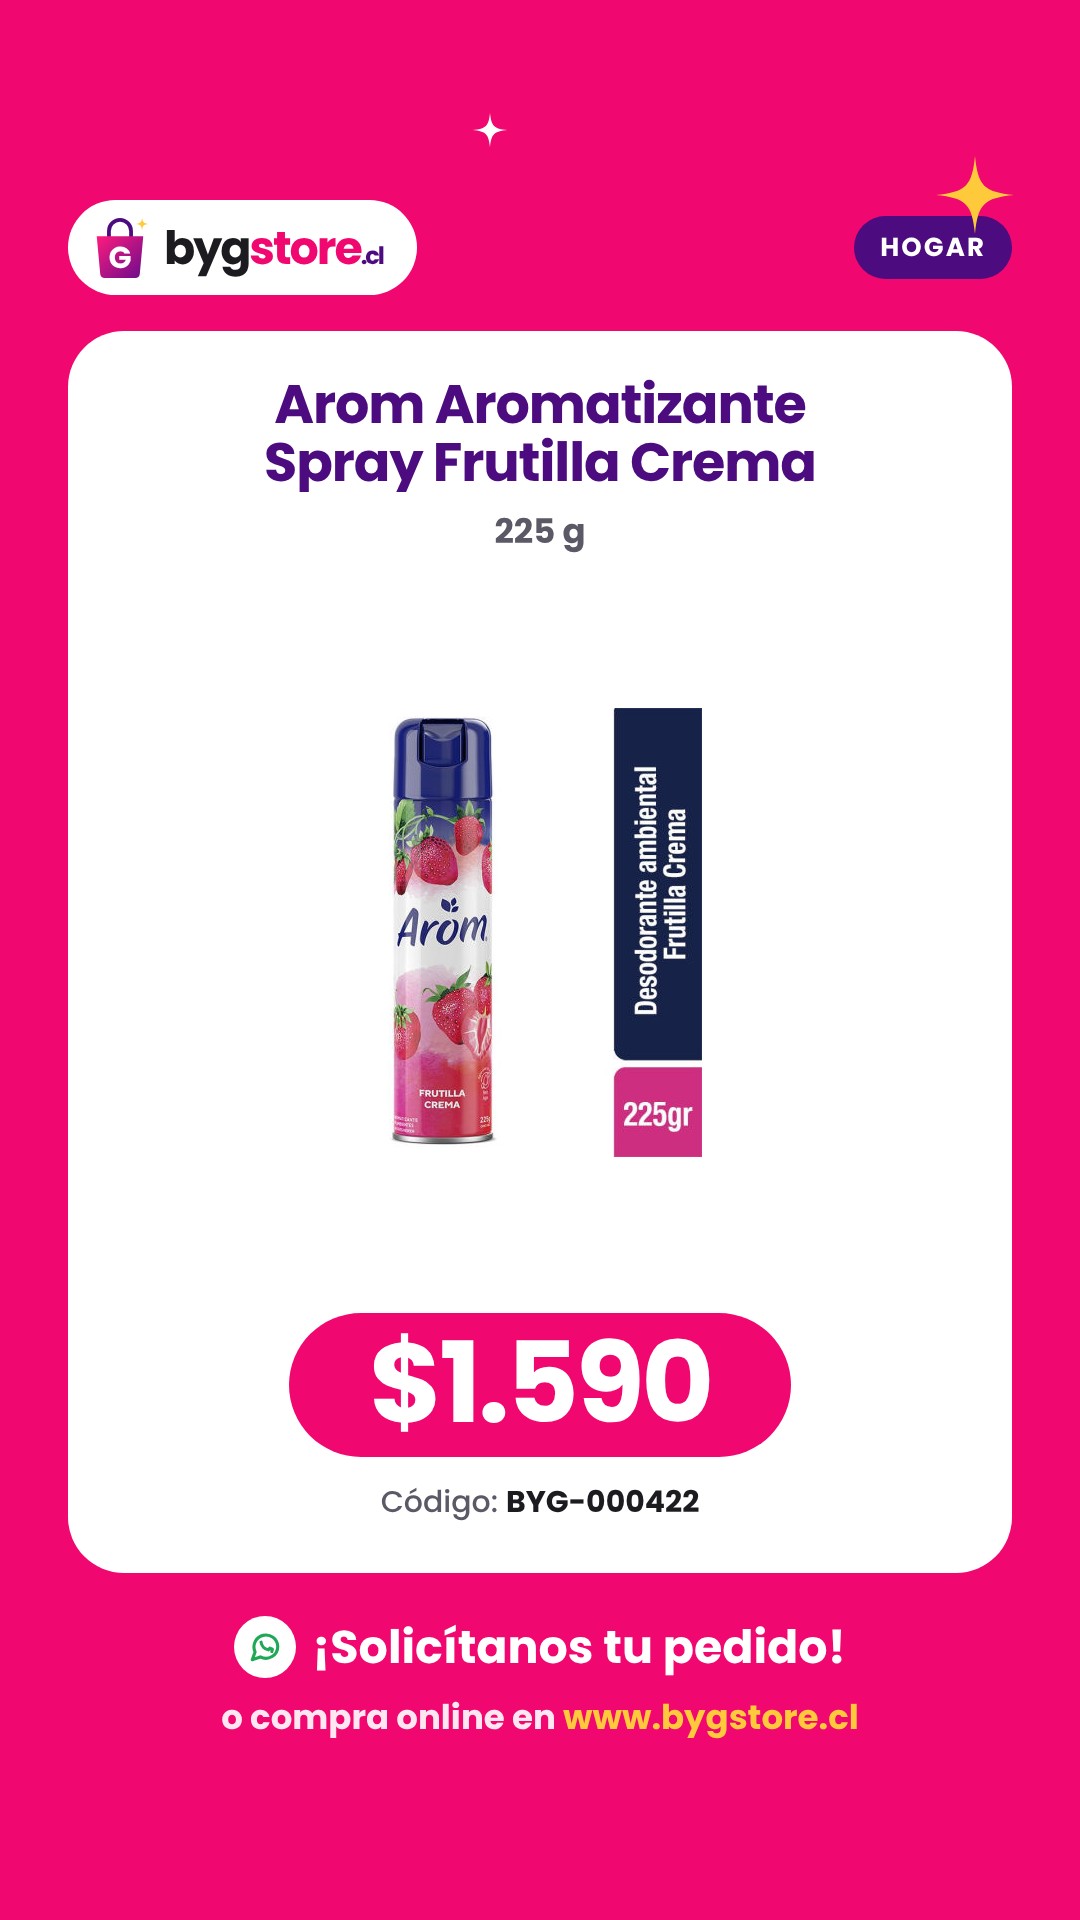 G
bygstore.cl
HOGAR
Arom Aromatizante
Spray Frutilla Crema
225 g
Arom
FRUTILLA
CREMA
Desodorante ambiental
Frutilla Crema
225gr
$1.590
Código: BYG-000422
¡Solicítanos tu pedido!
o compra online en www.bygstore.cl